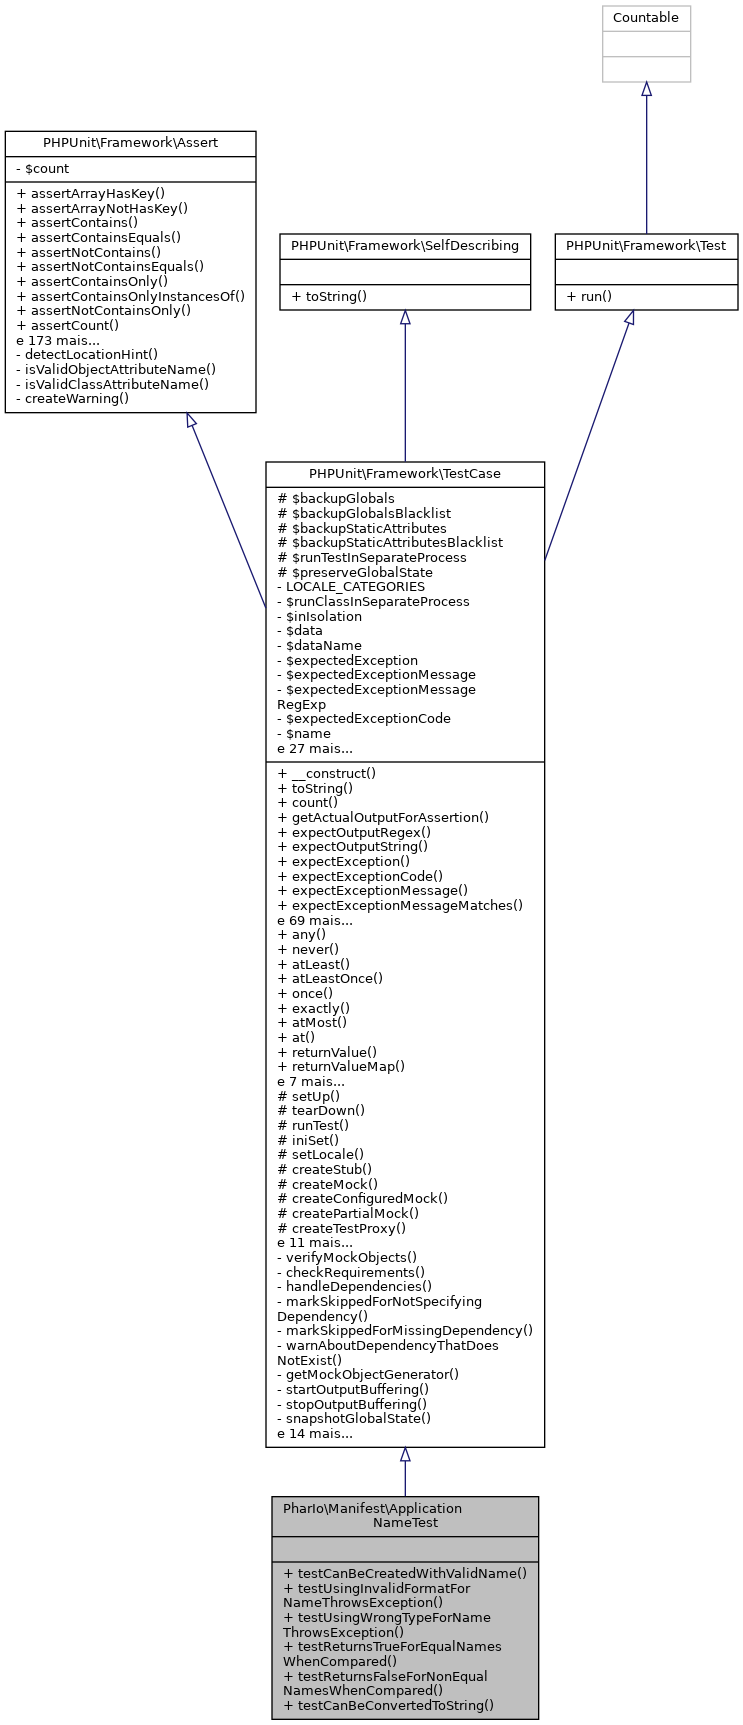 Countable
PHPUnit\Framework\Assert
- $count
+ assertArrayHasKey()
+ assertArrayNotHasKey()
+ assertContains()
+ assertContainsEquals()
+ assertNotContains()
+ assertNotContainsEquals()
+ assertContainsOnly()
+ assertContainsOnlyInstancesOf()
+ assertNotContainsOnly()
+ assertCount()
e 173 mais...
- detectLocationHint()
- isValidObjectAttributeName()
- isValidClassAttributeName()
- createWarning()
PHPUnit\Framework\SelfDescribing
+ toString()
PHPUnit\Framework\Test
+ run()
PHPUnit\Framework\TestCase
# $backupGlobals
# $backupGlobalsBlacklist
# $backupStaticAttributes
# $backupStaticAttributesBlacklist
# $runTestInSeparateProcess
# $preserveGlobalState
- LOCALE_CATEGORIES
- $runClassInSeparateProcess
- $inIsolation
- $data
- $dataName
- $expectedException
- $expectedExceptionMessage
- $expectedExceptionMessage
RegExp
- $expectedExceptionCode
- $name
e 27 mais...
+ __construct()
+ toString()
+ count()
+ getActualOutputForAssertion()
+ expectOutputRegex()
+ expectOutputString()
+ expectException()
+ expectExceptionCode()
+ expectExceptionMessage()
+ expectExceptionMessageMatches()
e 69 mais...
+ any()
+ never()
+ atLeast()
+ atLeastOnce()
+ once()
+ exactly()
+ atMost()
+ at()
+ returnValue()
+ returnValueMap()
e 7 mais...
# setUp()
# tearDown()
# runTest()
# iniSet()
# setLocale()
# createStub()
# createMock()
# createConfiguredMock()
# createPartialMock()
# createTestProxy()
e 11 mais...
- verifyMockObjects()
- checkRequirements()
- handleDependencies()
- markSkippedForNotSpecifying
Dependency()
- markSkippedForMissingDependency()
- warnAboutDependencyThatDoes
NotExist()
- getMockObjectGenerator()
- startOutputBuffering()
- stopOutputBuffering()
- snapshotGlobalState()
e 14 mais...
PharIo\Manifest\Application
NameTest
+ testCanBeCreatedWithValidName()
+ testUsingInvalidFormatFor
NameThrowsException()
+ testUsingWrongTypeForName
ThrowsException()
+ testReturnsTrueForEqualNames
WhenCompared()
+ testReturnsFalseForNonEqual
NamesWhenCompared()
+ testCanBeConvertedToString()